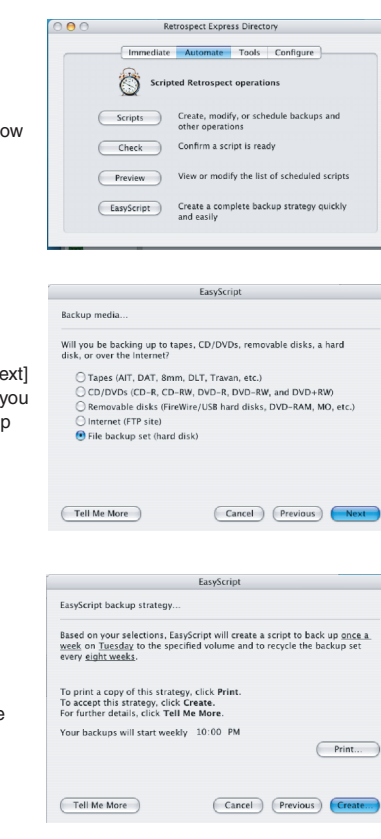 Retrospect Express Directory
Immediate Automate Tools Configure
Scripted Retrospect operations
Scripts Create, modify, or schedule backups and
other operations
ow
Check Confirm a script is ready
Preview View or modify the list of scheduled scripts
EasyScript Create a complete backup strategy quickly
and easily
EasyScript
Backup media...
Will you be backing up to tapes, CD/DVDs, removable disks, a hard
disk, or over the Internet?
ext]
you
p
Tapes (AIT, DAT, 8mm, DLT, Travan, etc.)
CD/DVDs (CD-R, CD-RW, DVD-R, DVD-RW, and DVD+RW)
Removable disks (FireWire/USB hard disks, DVD-RAM, MO, etc.)
Internet (FTP site)
File backup set (hard disk)
Tell Me More Cancel Previous Next
EasyScript
EasyScript backup strategy...
Based on your selections, EasyScript will create a script to back up once a
week on Tuesday to the specified volume and to recycle the backup set
every eight weeks.
To print a copy of this strategy, click Print.
To accept this strategy, click Create.
For further details, click Tell Me More.
e
Your backups will start weekly 10:00 PM
Print...
Tell Me More Cancel Previous Create...